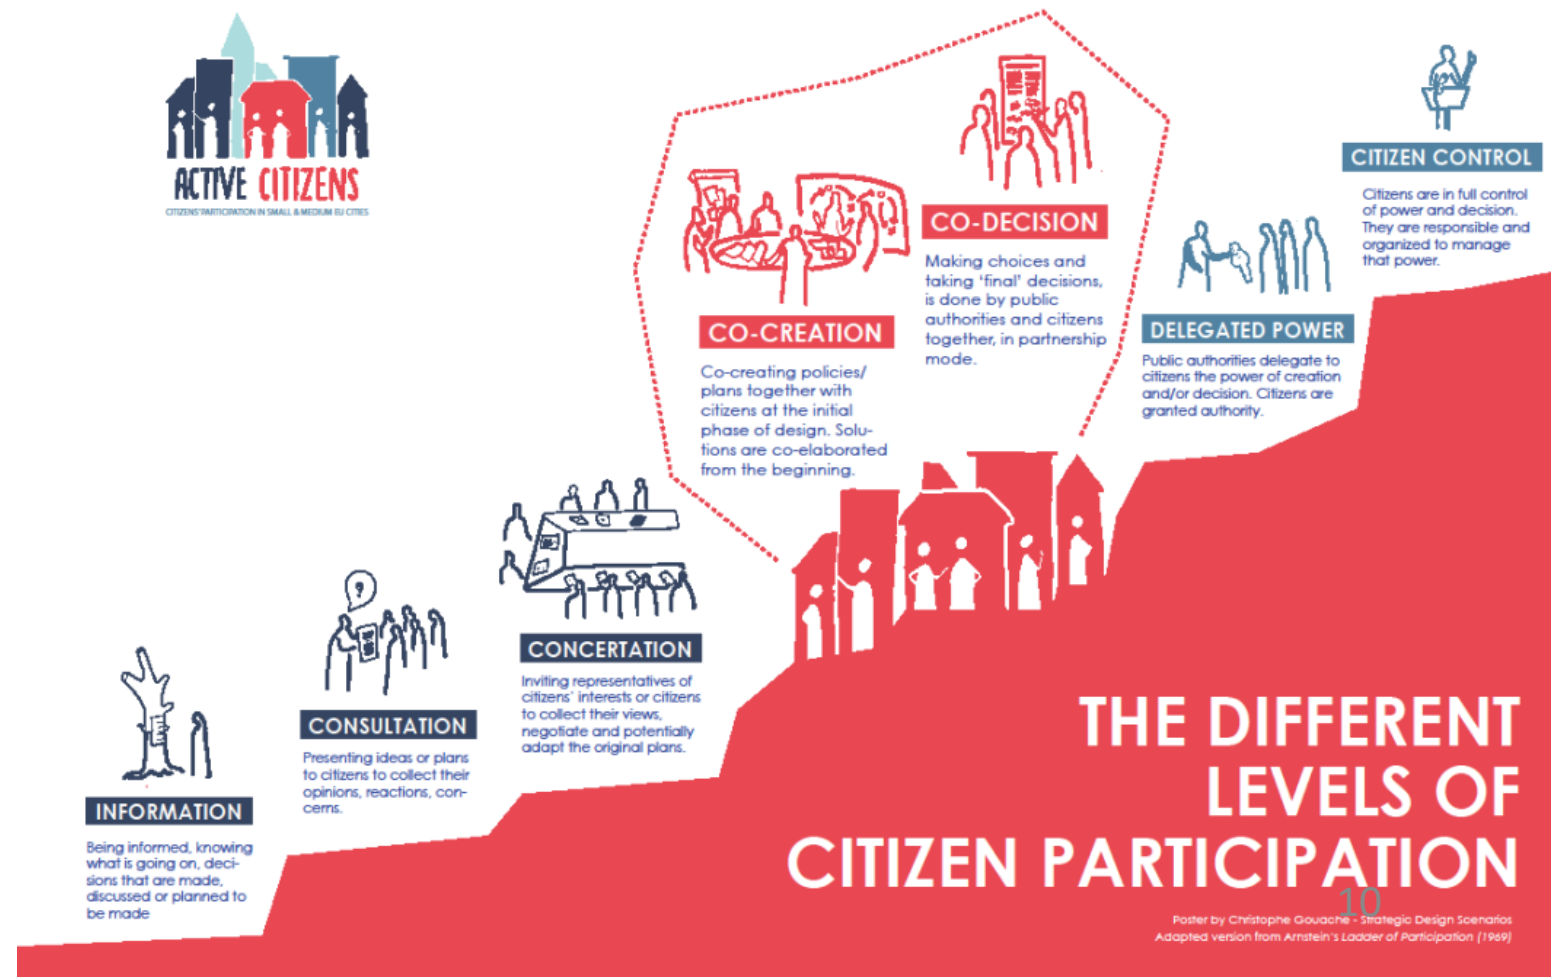 ACTIVE CITIZENS
CITIZENS' PARTICIPATION IN SMALL & MEDIUM EU CITIES
INFORMATION
Being informed, knowing
what is going on, deci-
sions that are made,
discussed or planned to
be made
CONSULTATION
Presenting ideas or plans
to citizens to collect their
opinions, reactions, con-
cerns.
CONCERTATION
Inviting representatives of
citizens' interests or citizens
to collect their views,
negotiate and potentially
adapt the original plans.
CO-CREATION
Co-creating policies/
plans together with
citizens at the initial
phase of design. Solu-
tions are co-elaborated
from the beginning.
CO-DECISION
Making choices and
taking 'final' decisions,
is done by public
authorities and citizens
together, in partnership
mode.
DELEGATED POWER
Public authorities delegate to
citizens the power of creation
and/or decision. Citizens are
granted authority.
CITIZEN CONTROL
Citizens are in full control
of power and decision.
They are responsible and
organized to manage
that power.
THE DIFFERENT
LEVELS OF
CITIZEN PARTICIPATION
10
Poster by Christophe Gouache - Strategic Design Scenarios
Adapted version from Arnstein's Ladder of Participation (1969)